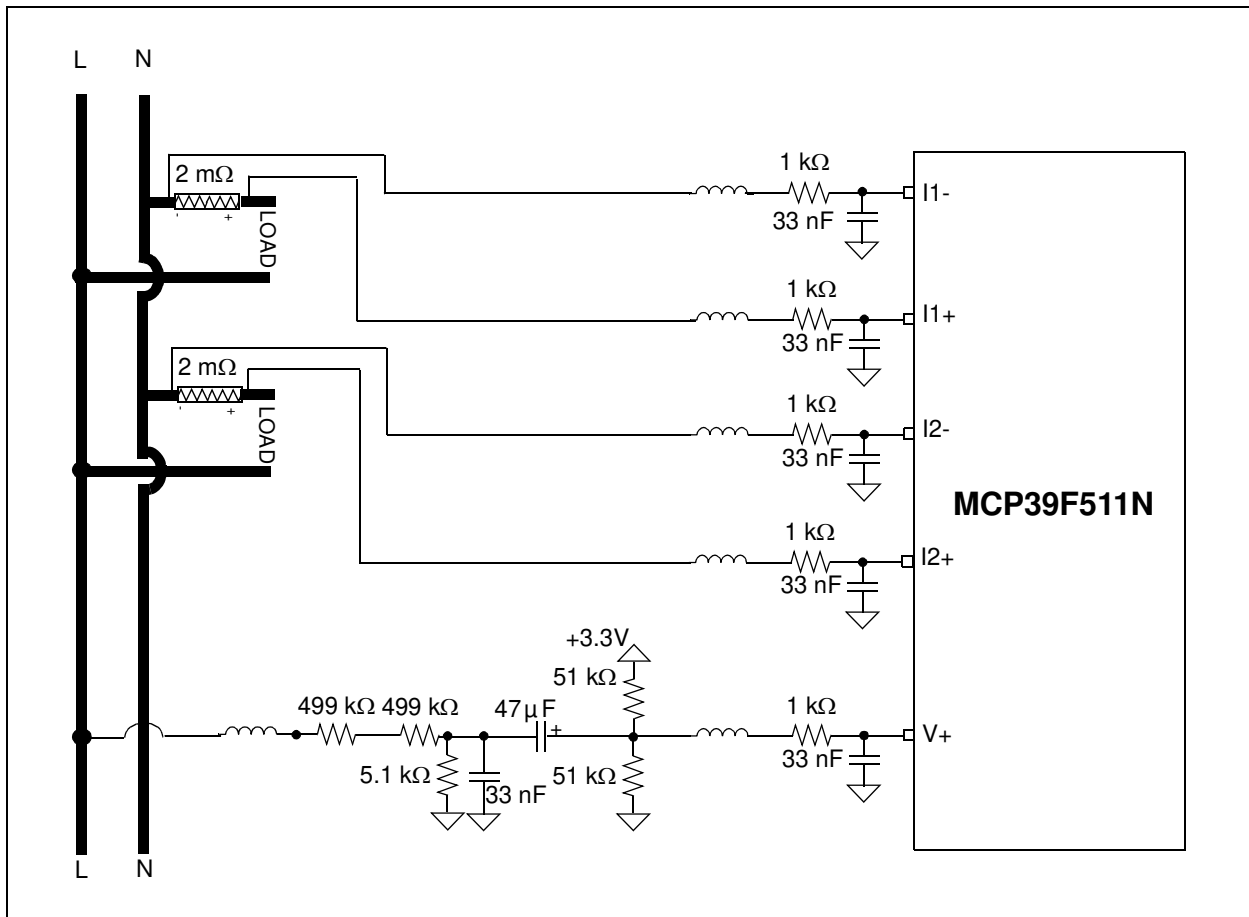 L N
2 mΩ
- +
LOAD
1 kΩ
33 nF
I1-
1 kΩ
33 nF
I1+
2 mΩ
- +
LOAD
1 kΩ
33 nF
I2-
MCP39F511N
1 kΩ
33 nF
I2+
+3.3V
51 kΩ
499 kΩ 499 kΩ
47μF
+
1 kΩ
33 nF
V+
5.1 kΩ
33 nF
51 kΩ
L N